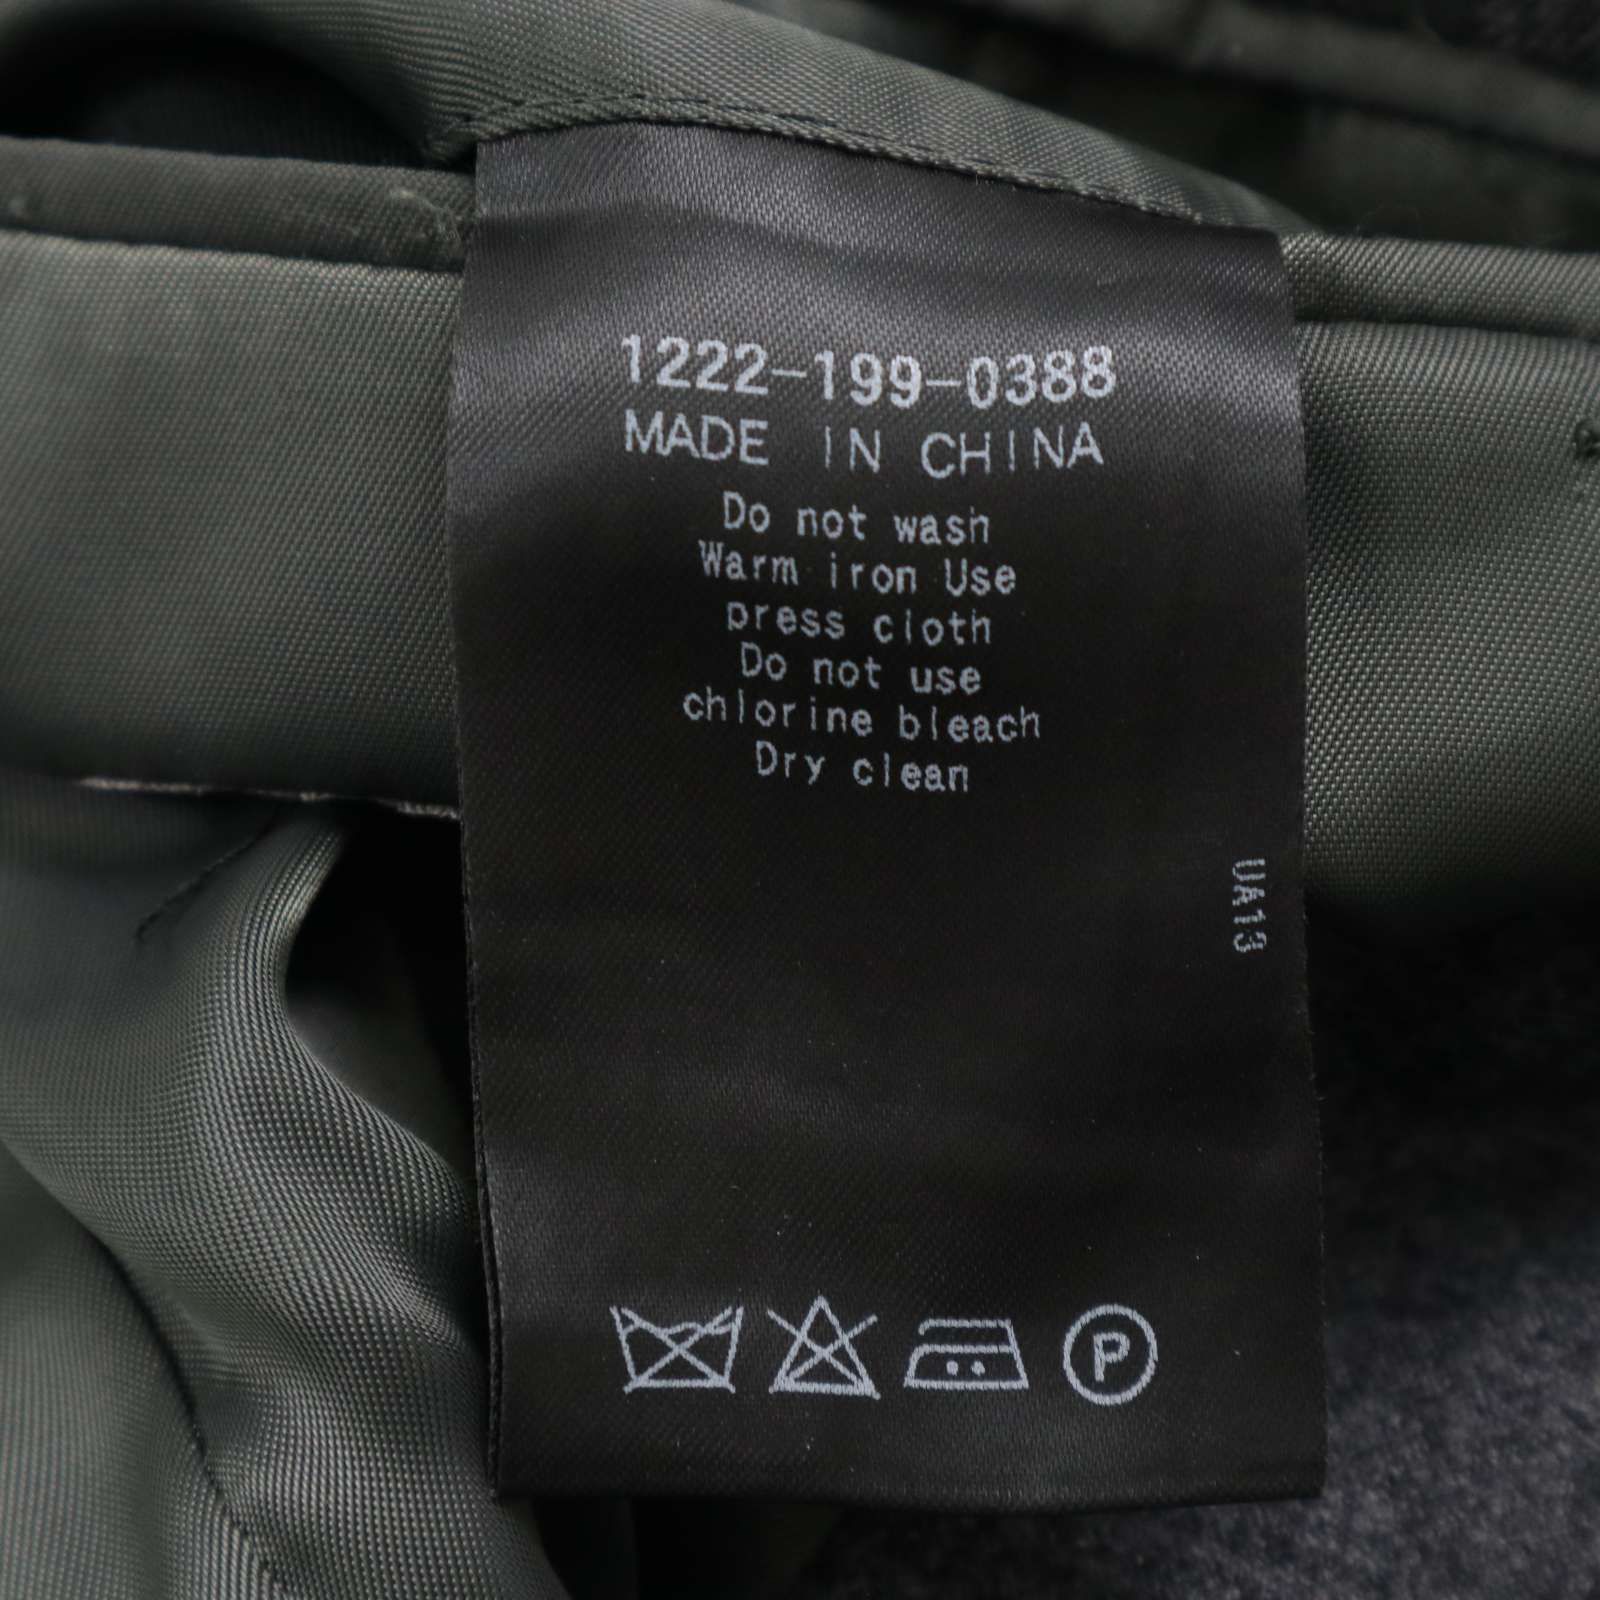 1222-199-0388
MADE IN CHINA
Do not wash
Warm iron Use
press cloth
Do not use
chlorine bleach
Dry clean
UA13
P